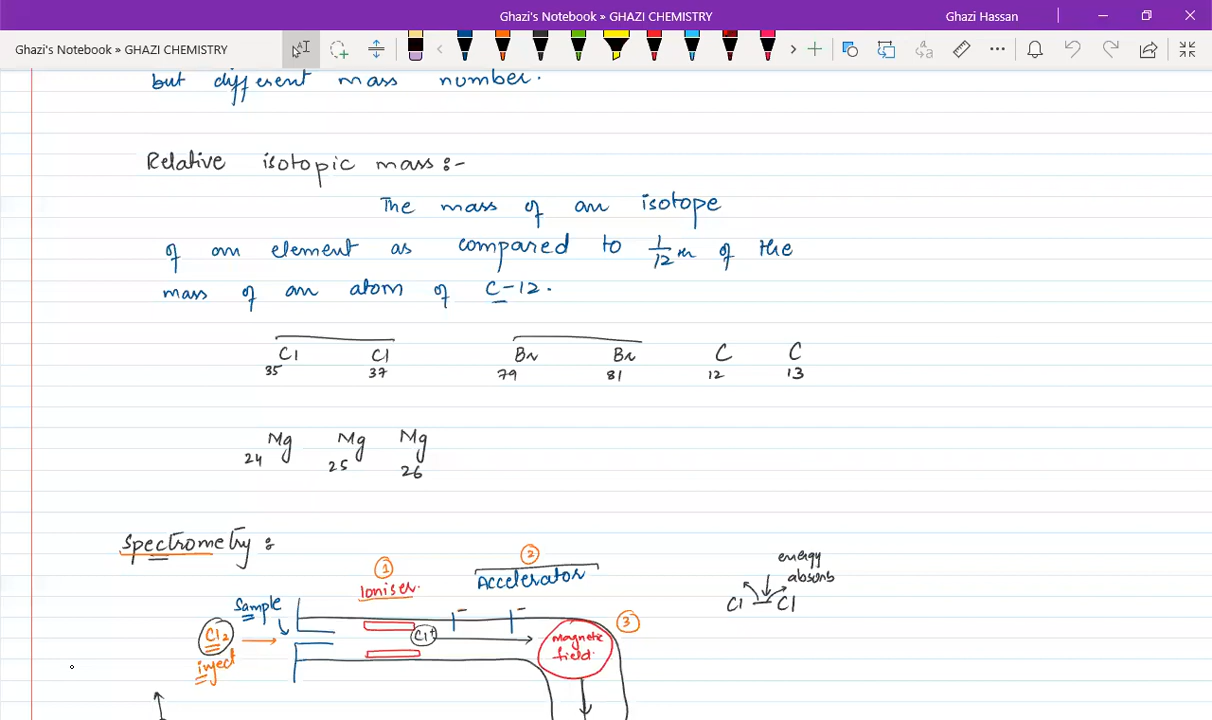 Ghazi's Notebook » GHAZI CHEMISTRY
Ghazi Hassan
Ghazi's Notebook » GHAZI CHEMISTRY
but different mass number.
Relative isotopic mass:-
The mass of an isotope
of an element as compared to 1/12th of the
mass of an atom of C-12.
Cl Cl Br Br C C
35 37 79 81 12 13
Mg Mg Mg
24 25 26
Spectrometry:
① ② energy
Ioniser. Accelerator absorb
Sample Cl — Cl
③
Cl2 Cl+ magnetic
field.
inject